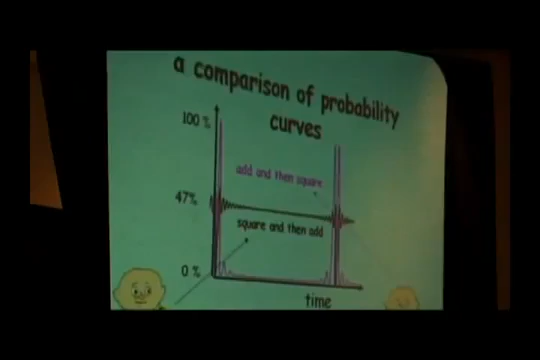 a comparison of probability
curves
100 %
add and then square
47%
square and then add
0 %
time